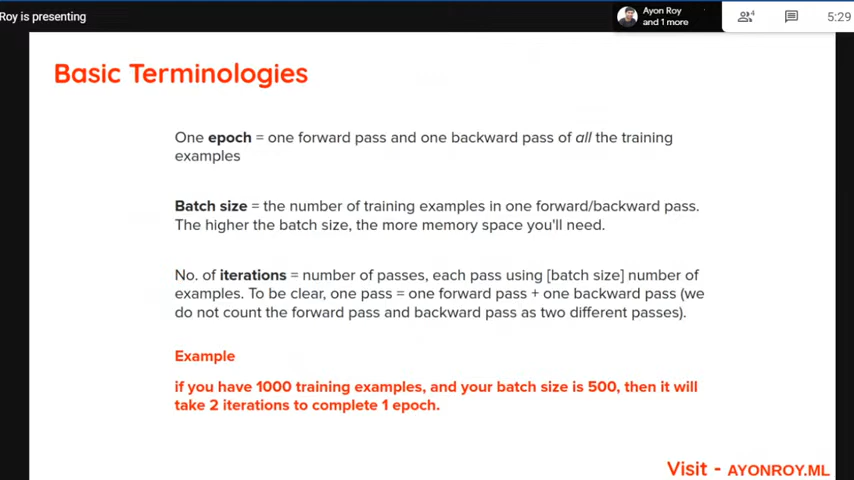 Roy is presenting
Ayon Roy
and 1 more
4
5:29
Basic Terminologies
One epoch = one forward pass and one backward pass of all the training
examples
Batch size = the number of training examples in one forward/backward pass.
The higher the batch size, the more memory space you'll need.
No. of iterations = number of passes, each pass using [batch size] number of
examples. To be clear, one pass = one forward pass + one backward pass (we
do not count the forward pass and backward pass as two different passes).
Example
if you have 1000 training examples, and your batch size is 500, then it will
take 2 iterations to complete 1 epoch.
Visit - AYONROY.ML